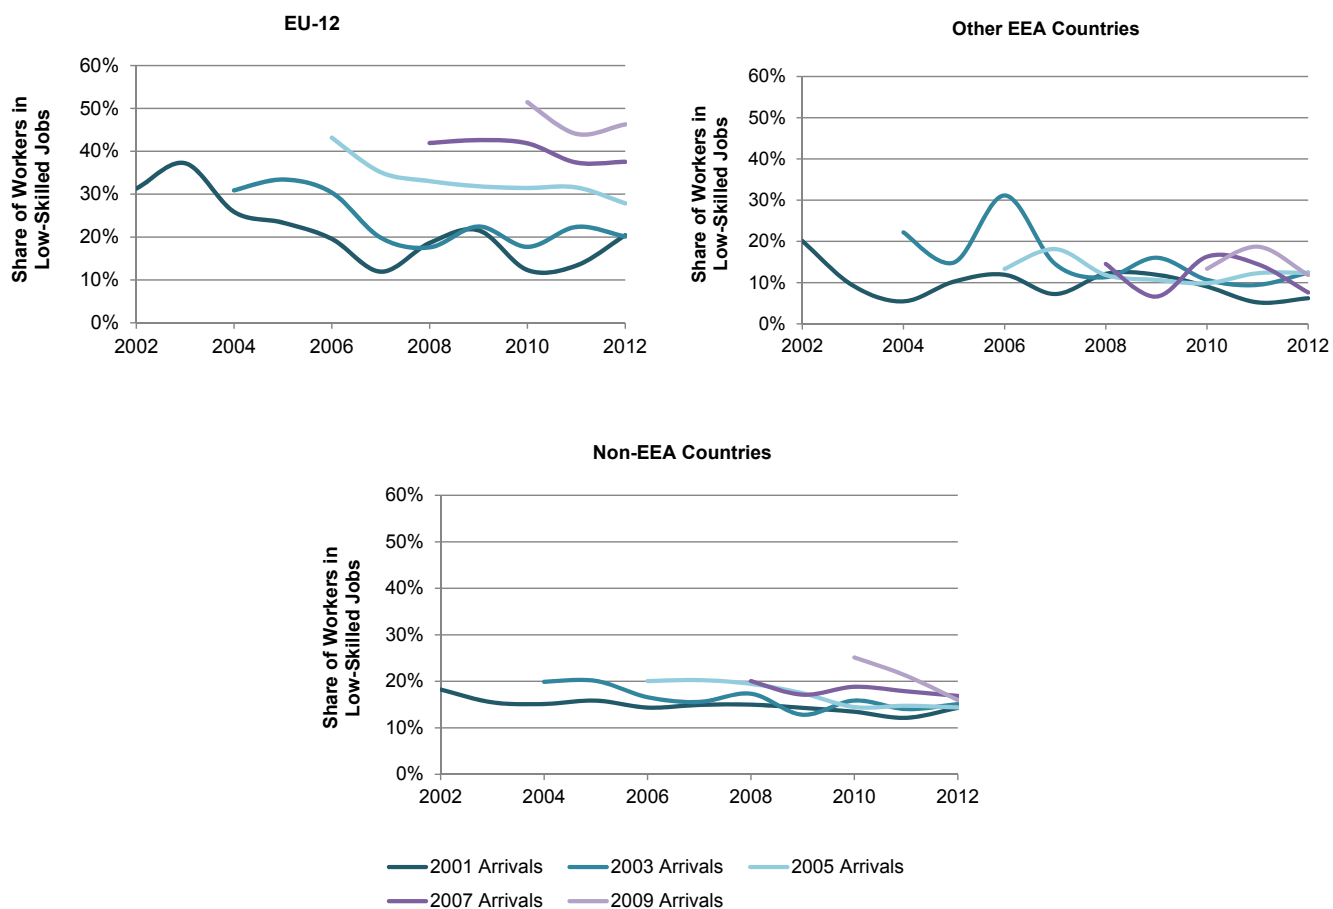 EU-12
Share of Workers in
Low-Skilled Jobs
60%
50%
40%
30%
20%
10%
0%
2002 2004 2006 2008 2010 2012
Other EEA Countries
Share of Workers in
Low-Skilled Jobs
60%
50%
40%
30%
20%
10%
0%
2002 2004 2006 2008 2010 2012
Non-EEA Countries
Share of Workers in
Low-Skilled Jobs
60%
50%
40%
30%
20%
10%
0%
2002 2004 2006 2008 2010 2012
2001 Arrivals 2003 Arrivals 2005 Arrivals
2007 Arrivals 2009 Arrivals